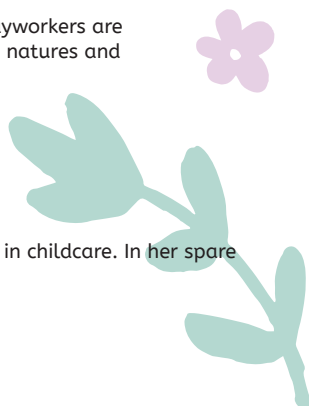 yworkers are
natures and
in childcare. In her spare